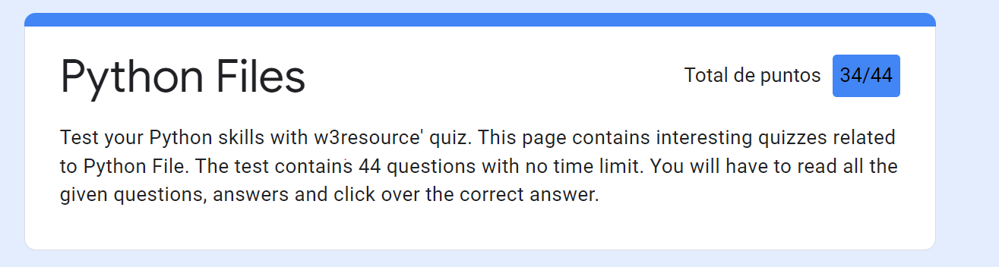 Python Files
Total de puntos 34/44
Test your Python skills with w3resource' quiz. This page contains interesting quizzes related
to Python File. The test contains 44 questions with no time limit. You will have to read all the
given questions, answers and click over the correct answer.